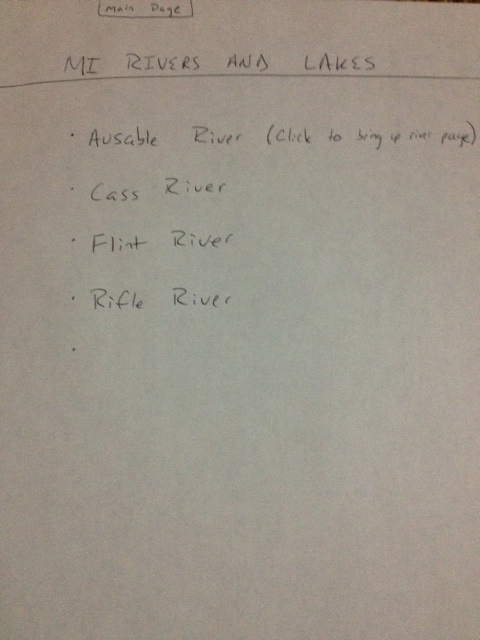 Main Page
MI RIVERS AND LAKES
• Ausable River (Click to bring up river page)
• Cass River
• Flint River
• Rifle River
•